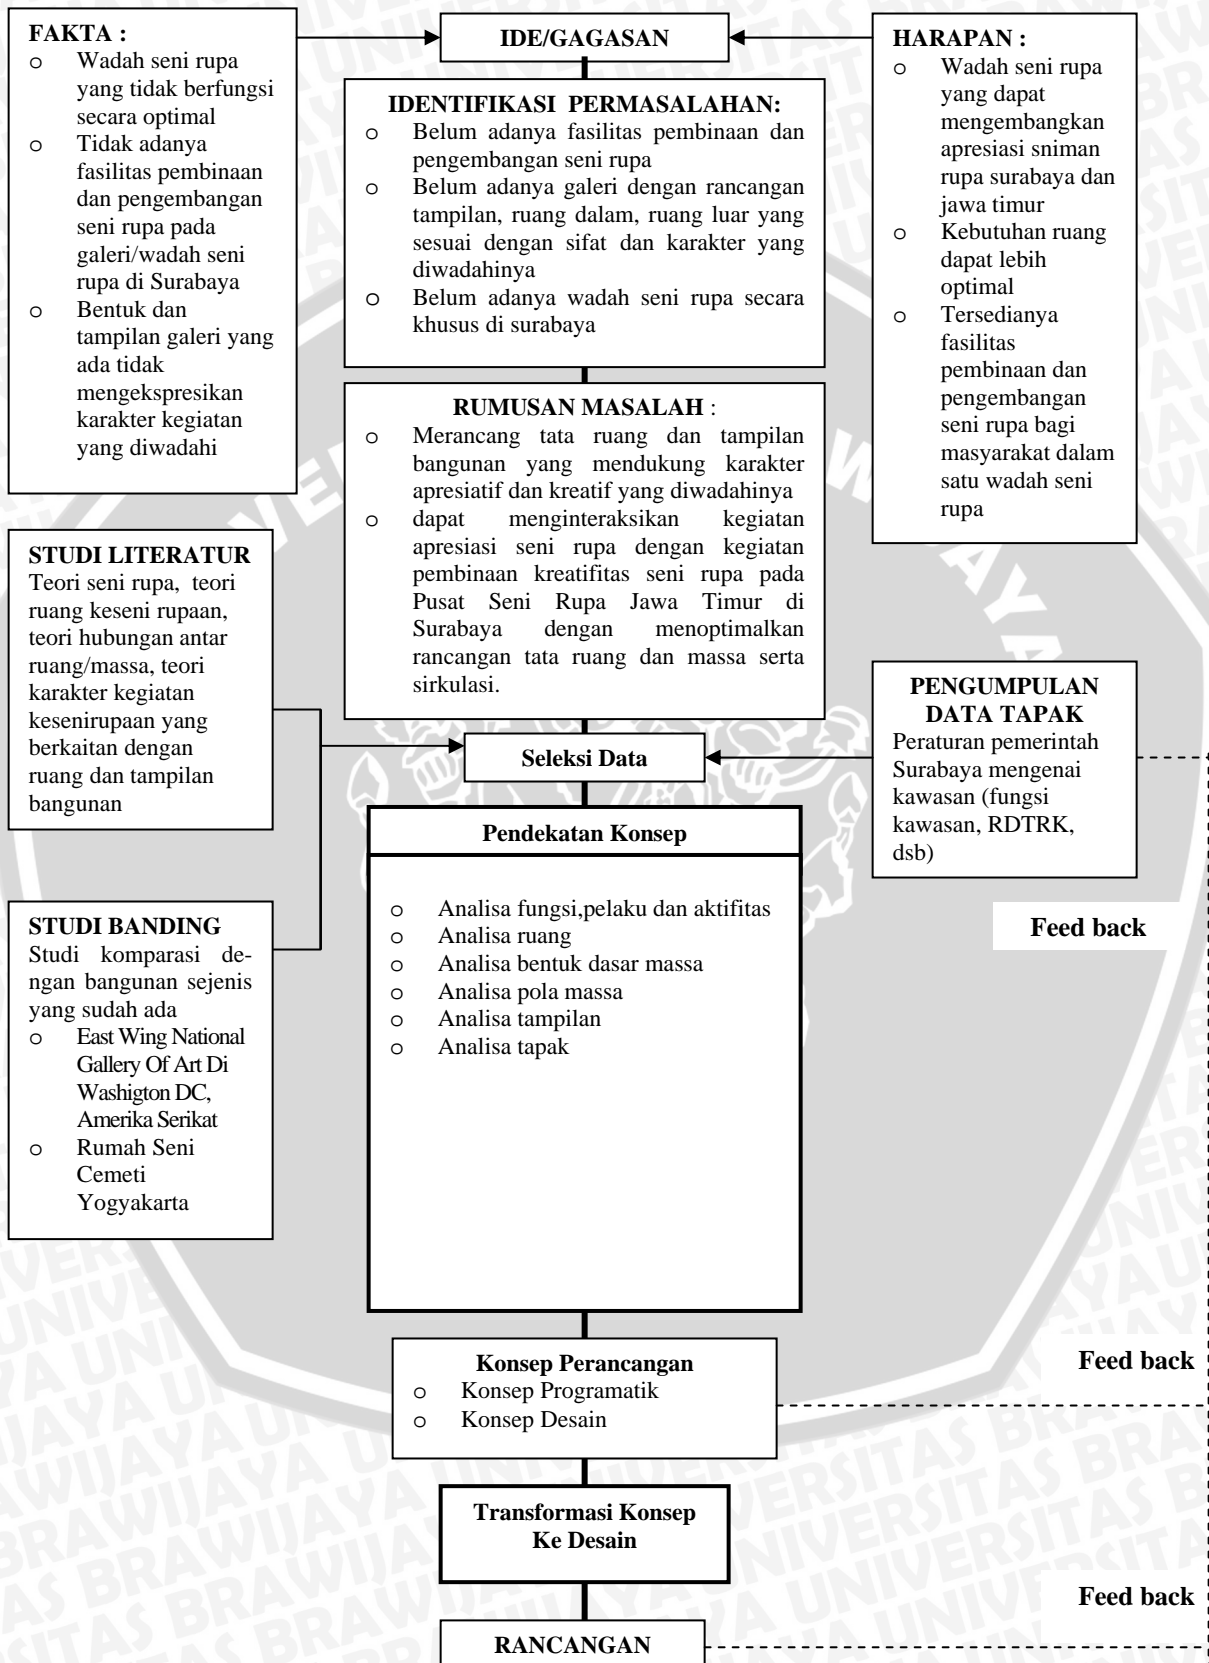 FAKTA :
o Wadah seni rupa
yang tidak berfungsi
secara optimal
o Tidak adanya
fasilitas pembinaan
dan pengembangan
seni rupa pada
galeri/wadah seni
rupa di Surabaya
o Bentuk dan
tampilan galeri yang
ada tidak
mengekspresikan
karakter kegiatan
yang diwadahi
IDE/GAGASAN
HARAPAN :
o Wadah seni rupa
yang dapat
mengembangkan
apresiasi sniman
rupa surabaya dan
jawa timur
o Kebutuhan ruang
dapat lebih
optimal
o Tersedianya
fasilitas
pembinaan dan
pengembangan
seni rupa bagi
masyarakat dalam
satu wadah seni
rupa
IDENTIFIKASI PERMASALAHAN:
o Belum adanya fasilitas pembinaan dan
pengembangan seni rupa
o Belum adanya galeri dengan rancangan
tampilan, ruang dalam, ruang luar yang
sesuai dengan sifat dan karakter yang
diwadahinya
o Belum adanya wadah seni rupa secara
khusus di surabaya
RUMUSAN MASALAH :
o Merancang tata ruang dan tampilan
bangunan yang mendukung karakter
apresiatif dan kreatif yang diwadahinya
o dapat menginteraksikan kegiatan
apresiasi seni rupa dengan kegiatan
pembinaan kreatifitas seni rupa pada
Pusat Seni Rupa Jawa Timur di
Surabaya dengan menoptimalkan
rancangan tata ruang dan massa serta
sirkulasi.
STUDI LITERATUR
Teori seni rupa, teori
ruang keseni rupaan,
teori hubungan antar
ruang/massa, teori
karakter kegiatan
kesenirupaan yang
berkaitan dengan
ruang dan tampilan
bangunan
PENGUMPULAN
DATA TAPAK
Peraturan pemerintah
Surabaya mengenai
kawasan (fungsi
kawasan, RDTRK,
dsb)
Seleksi Data
Pendekatan Konsep
o Analisa fungsi,pelaku dan aktifitas
o Analisa ruang
o Analisa bentuk dasar massa
o Analisa pola massa
o Analisa tampilan
o Analisa tapak
STUDI BANDING
Studi komparasi de-
ngan bangunan sejenis
yang sudah ada
o East Wing National
Gallery Of Art Di
Washigton DC,
Amerika Serikat
o Rumah Seni
Cemeti
Yogyakarta
Feed back
Konsep Perancangan
o Konsep Programatik
o Konsep Desain
Feed back
Transformasi Konsep
Ke Desain
Feed back
RANCANGAN